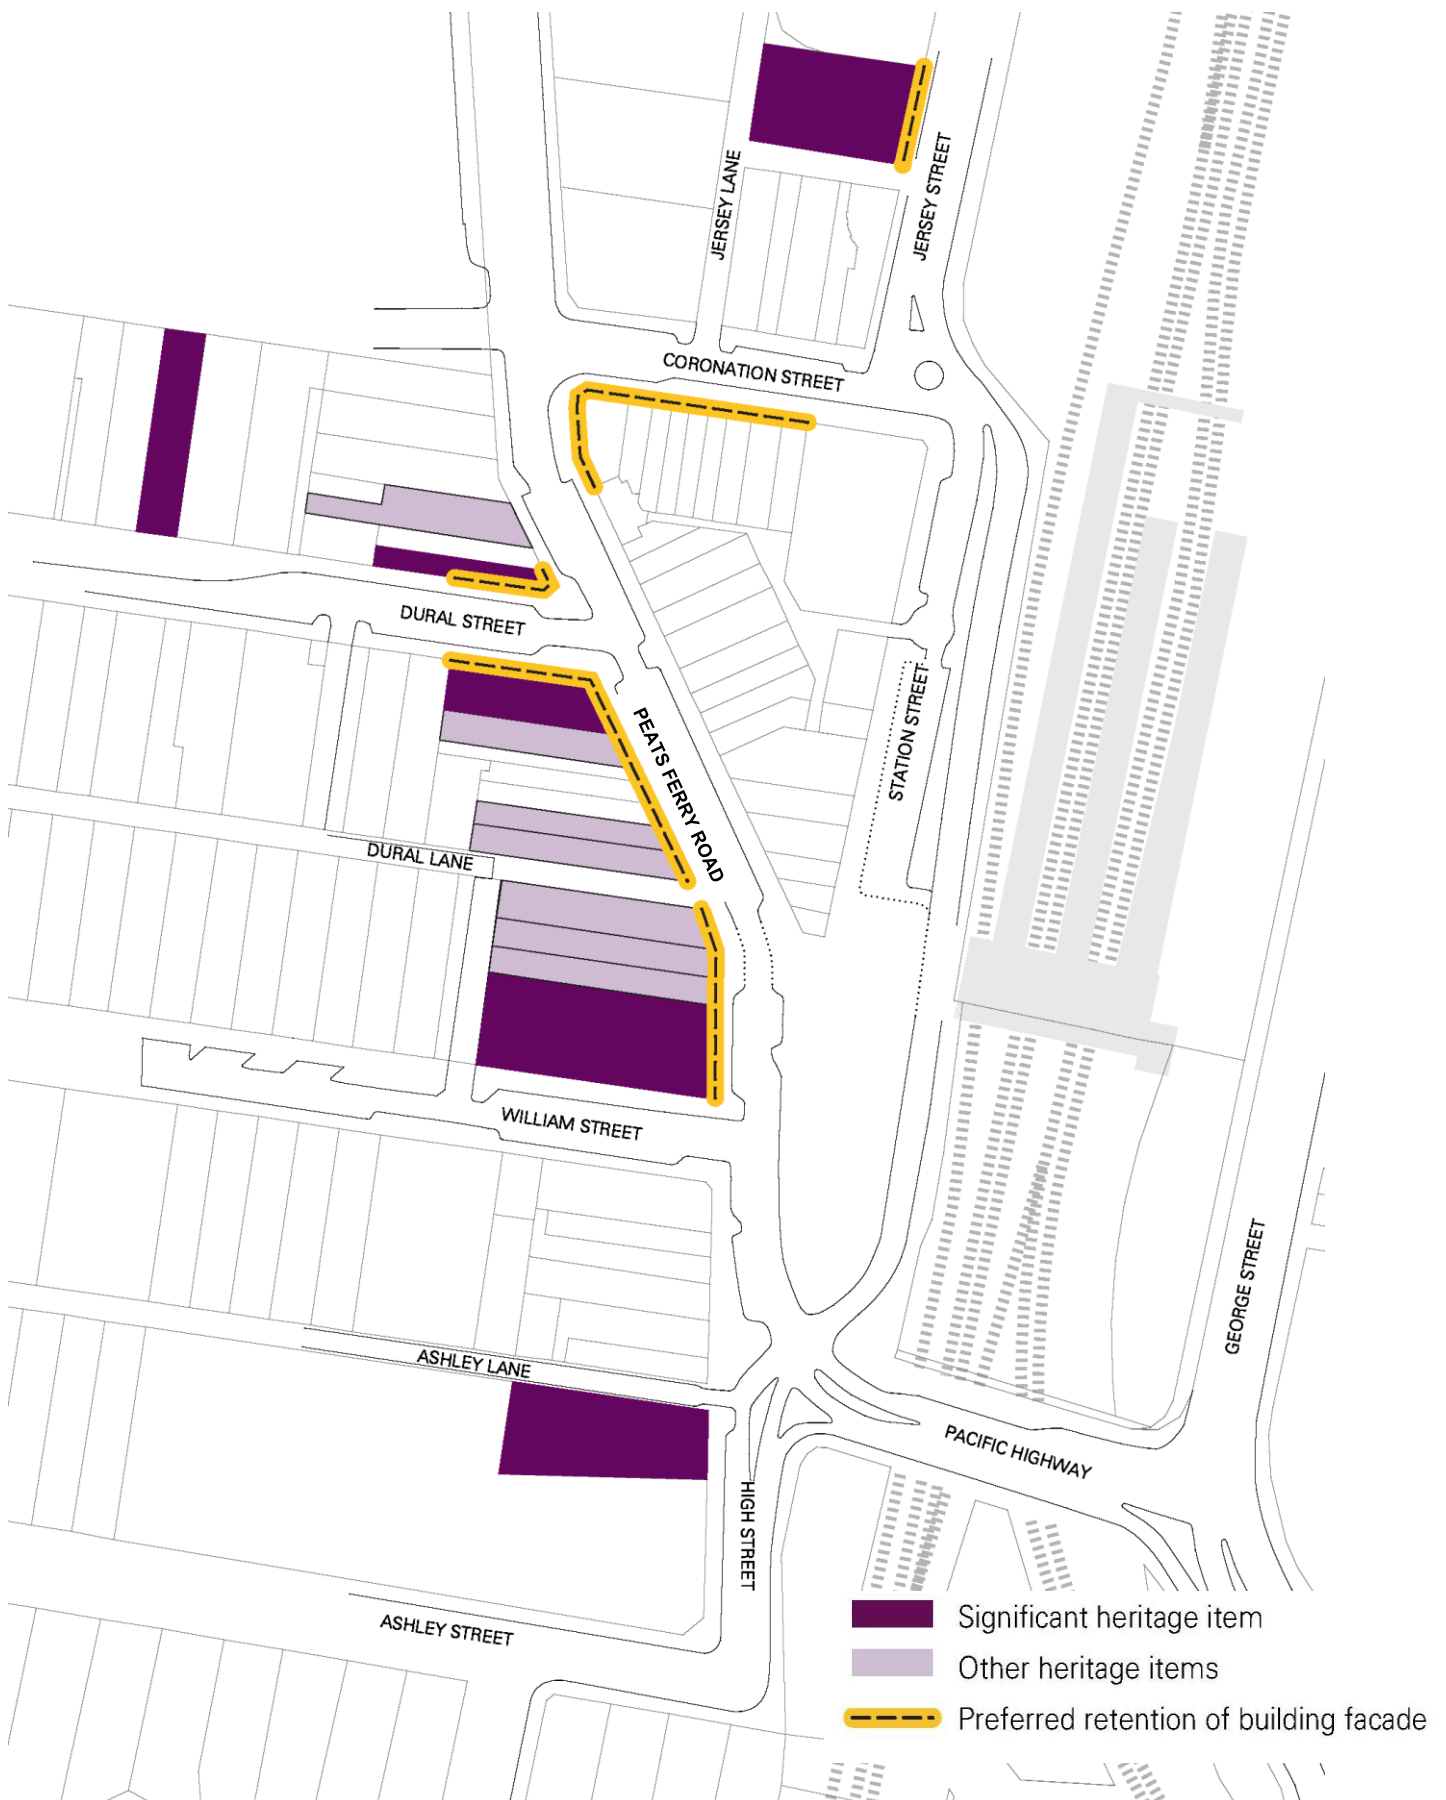 JERSEY LANE
JERSEY STREET
CORONATION STREET
DURAL STREET
PEATS FERRY ROAD
STATION STREET
DURAL LANE
WILLIAM STREET
GEORGE STREET
ASHLEY LANE
PACIFIC HIGHWAY
HIGH STREET
ASHLEY STREET
Significant heritage item
Other heritage items
Preferred retention of building facade